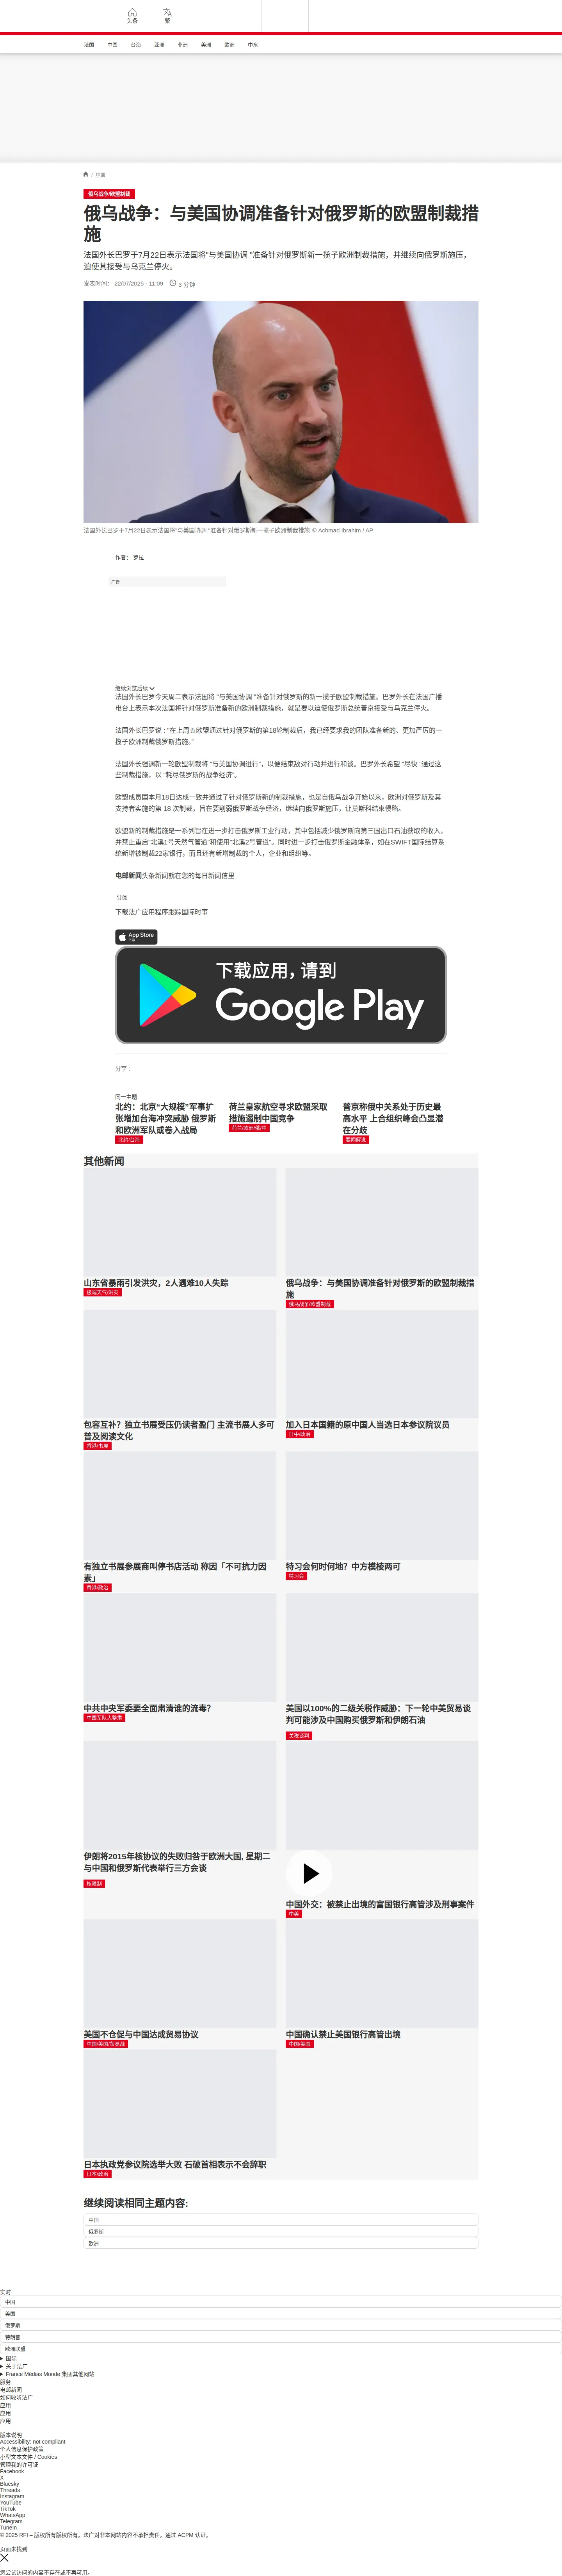 头条
繁
法国
中国
台海
亚洲
非洲
美洲
欧洲
中东
/ 中国
俄乌战争/欧盟制裁
俄乌战争：与美国协调准备针对俄罗斯的欧盟制裁措
施
法国外长巴罗于7月22日表示法国将"与美国协调 "准备针对俄罗斯新一揽子欧洲制裁措施，并继续向俄罗斯施压，
迫使其接受与乌克兰停火。
发表时间： 22/07/2025 - 11:09
3 分钟
法国外长巴罗于7月22日表示法国将"与美国协调 "准备针对俄罗斯新一揽子欧洲制裁措施 © Achmad Ibrahim / AP
作者： 罗拉
广告
继续浏览后续
法国外长巴罗今天周二表示法国将 "与美国协调 "准备针对俄罗斯的新一揽子欧盟制裁措施。巴罗外长在法国广播
电台上表示本次法国将针对俄罗斯准备新的欧洲制裁措施，就是要以迫使俄罗斯总统普京接受与乌克兰停火。
法国外长巴罗说 : "在上周五欧盟通过针对俄罗斯的第18轮制裁后，我已经要求我的团队准备新的、更加严厉的一
揽子欧洲制裁俄罗斯措施。"
法国外长强调新一轮欧盟制裁将 "与美国协调进行"，以便结束敌对行动并进行和谈。巴罗外长希望 "尽快 "通过这
些制裁措施，以 "耗尽俄罗斯的战争经济"。
欧盟成员国本月18日达成一致并通过了针对俄罗斯新的制裁措施，也是自俄乌战争开始以来，欧洲对俄罗斯及其
支持者实施的第 18 次制裁，旨在要削弱俄罗斯战争经济，继续向俄罗斯施压，让莫斯科结束侵略。
欧盟新的制裁措施是一系列旨在进一步打击俄罗斯工业行动，其中包括减少俄罗斯向第三国出口石油获取的收入，
并禁止重启"北溪1号天然气管道"和使用"北溪2号管道"。同时进一步打击俄罗斯金融体系，如在SWIFT国际结算系
统新增被制裁22家银行，而且还有新增制裁的个人，企业和组织等。
电邮新闻头条新闻就在您的每日新闻信里
订阅
下载法广应用程序跟踪国际时事
App Store
下载
下载应用，请到
Google Play
分享 :
同一主题
北约：北京“大规模”军事扩
张增加台海冲突威胁 俄罗斯
和欧洲军队或卷入战局
北约/台海
荷兰皇家航空寻求欧盟采取
措施遏制中国竞争
荷兰/欧洲/俄/中
普京称俄中关系处于历史最
高水平 上合组织峰会凸显潜
在分歧
要闻解说
其他新闻
山东省暴雨引发洪灾，2人遇难10人失踪
极端天气/洪灾
俄乌战争：与美国协调准备针对俄罗斯的欧盟制裁措
施
俄乌战争/欧盟制裁
包容互补？独立书展受压仍读者盈门 主流书展人多可
普及阅读文化
香港/书展
加入日本国籍的原中国人当选日本参议院议员
日中/政治
有独立书展参展商叫停书店活动 称因「不可抗力因
素」
香港/政治
特习会何时何地？中方模棱两可
特习会
中共中央军委要全面肃清谁的流毒？
中国军队大整肃
美国以100%的二级关税作威胁：下一轮中美贸易谈
判可能涉及中国购买俄罗斯和伊朗石油
关税谈判
伊朗将2015年核协议的失败归咎于欧洲大国, 星期二
与中国和俄罗斯代表举行三方会谈
核限制
中国外交：被禁止出境的富国银行高管涉及刑事案件
中美
美国不仓促与中国达成贸易协议
中国/美国/贸易战
中国确认禁止美国银行高管出境
中国/美国
日本执政党参议院选举大败 石破首相表示不会辞职
日本/政治
继续阅读相同主题内容:
中国
俄罗斯
欧洲
实时
中国
美国
俄罗斯
特朗普
欧洲联盟
国际
关于法广
France Médias Monde 集团其他网站
服务
电邮新闻
如何收听法广
应用
应用
应用
版本说明
Accessibility: not compliant
个人信息保护政策
小型文本文件 / Cookies
管理我的许可证
Facebook
X
Bluesky
Threads
Instagram
YouTube
TikTok
WhatsApp
Telegram
TuneIn
© 2025 RFI – 版权所有版权所有。法广对非本网站内容不承担责任。通过 ACPM 认证。
页面未找到
您尝试访问的内容不存在或不再可用。